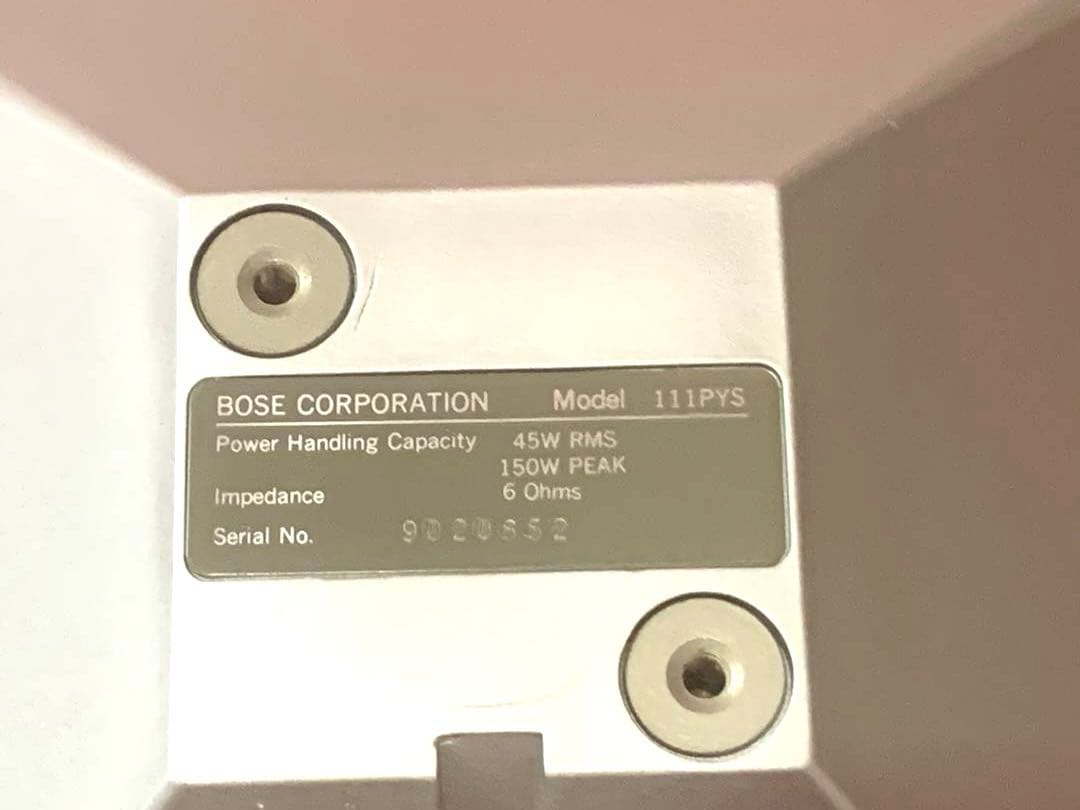 BOSE CORPORATION Model 111PYS
Power Handling Capacity 45W RMS
150W PEAK
Impedance 6 Ohms
Serial No.